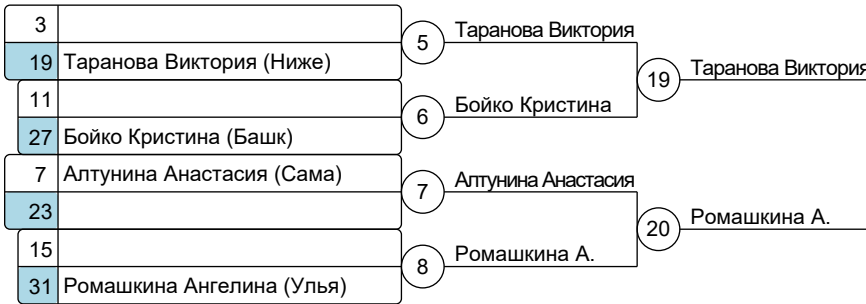 3
19 Таранова Виктория (Ниже)
5 Таранова Виктория
19 Таранова Виктория
11
27 Бойко Кристина (Башк)
6 Бойко Кристина
7 Алтунина Анастасия (Сама)
23
7 Алтунина Анастасия
20 Ромашкина А.
15
31 Ромашкина Ангелина (Улья)
8 Ромашкина А.